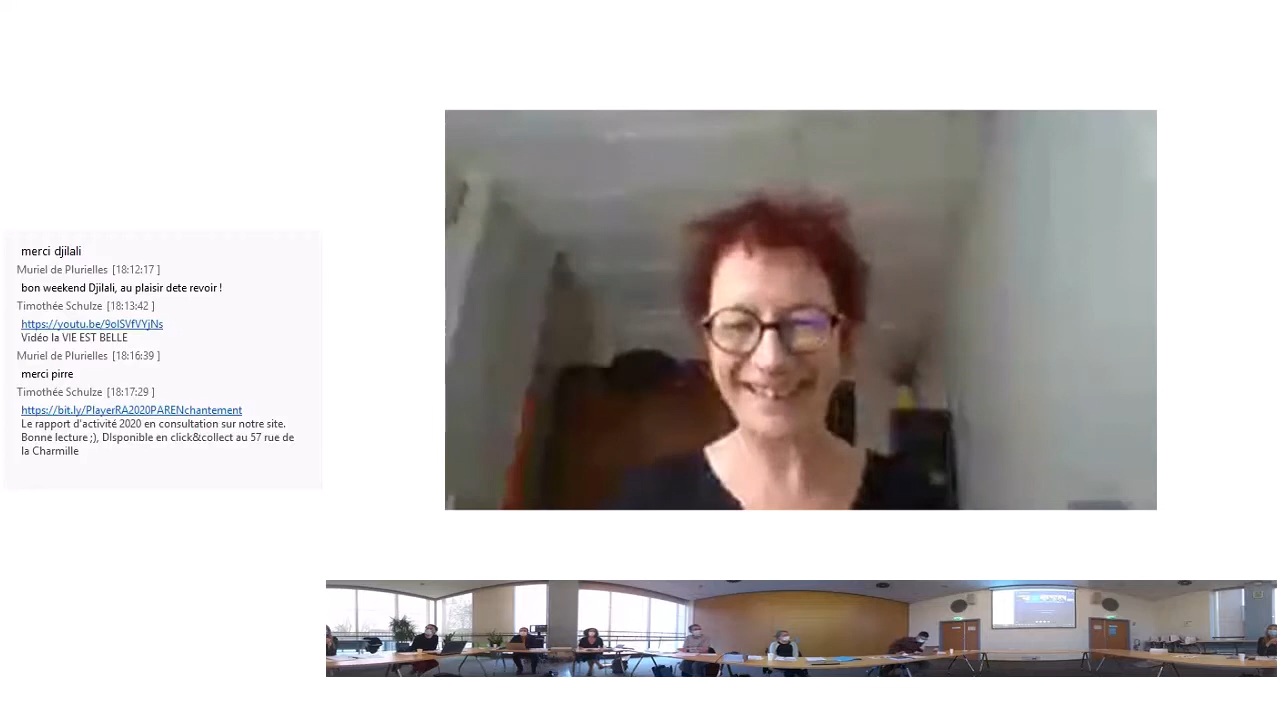 merci djilali
Muriel de Plurielles [18:12:17 ]
bon weekend Djilali, au plaisir dete revoir !
Timothée Schulze [18:13:42 ]
https://youtu.be/9oISVfVYjNs
Vidéo la VIE EST BELLE
Muriel de Plurielles [18:16:39 ]
merci pirre
Timothée Schulze [18:17:29 ]
https://bit.ly/PlayerRA2020PARENchantement
Le rapport d'activité 2020 en consultation sur notre site.
Bonne lecture ;), DIsponible en click&collect au 57 rue de
la Charmille